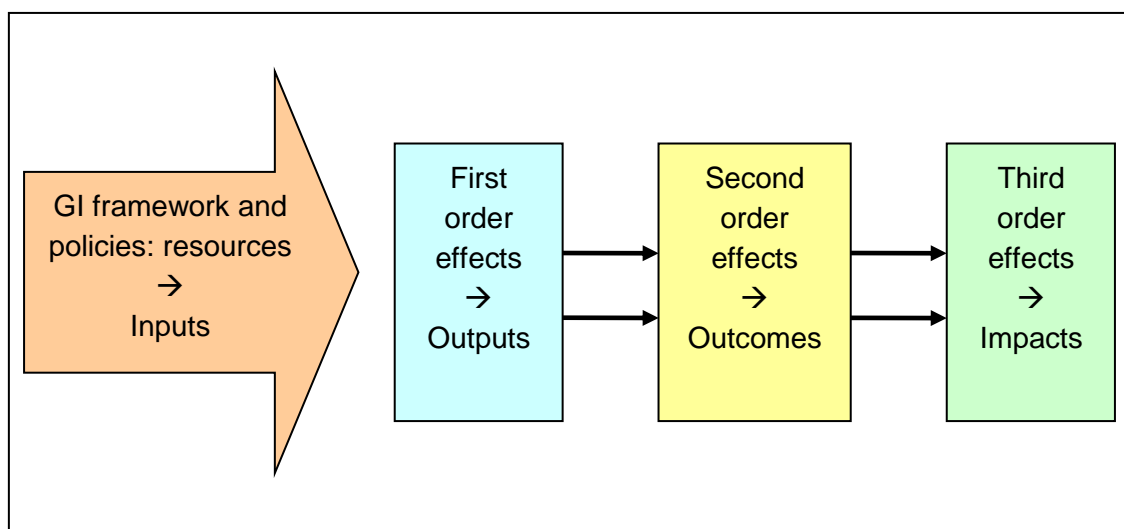 GI framework and
policies: resources
→
Inputs
First
order
effects
→
Outputs
Second
order
effects
→
Outcomes
Third
order
effects
→
Impacts